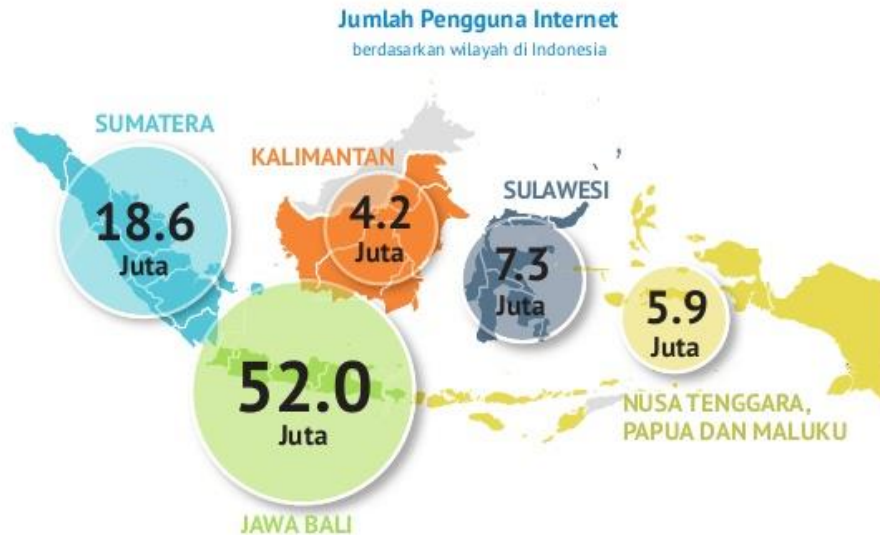 Jumlah Pengguna Internet
berdasarkan wilayah di Indonesia
SUMATERA
18.6
Juta
KALIMANTAN
4.2
Juta
SULAWESI
7.3
Juta
5.9
Juta
NUSA TENGGARA,
PAPUA DAN MALUKU
52.0
Juta
JAWA BALI